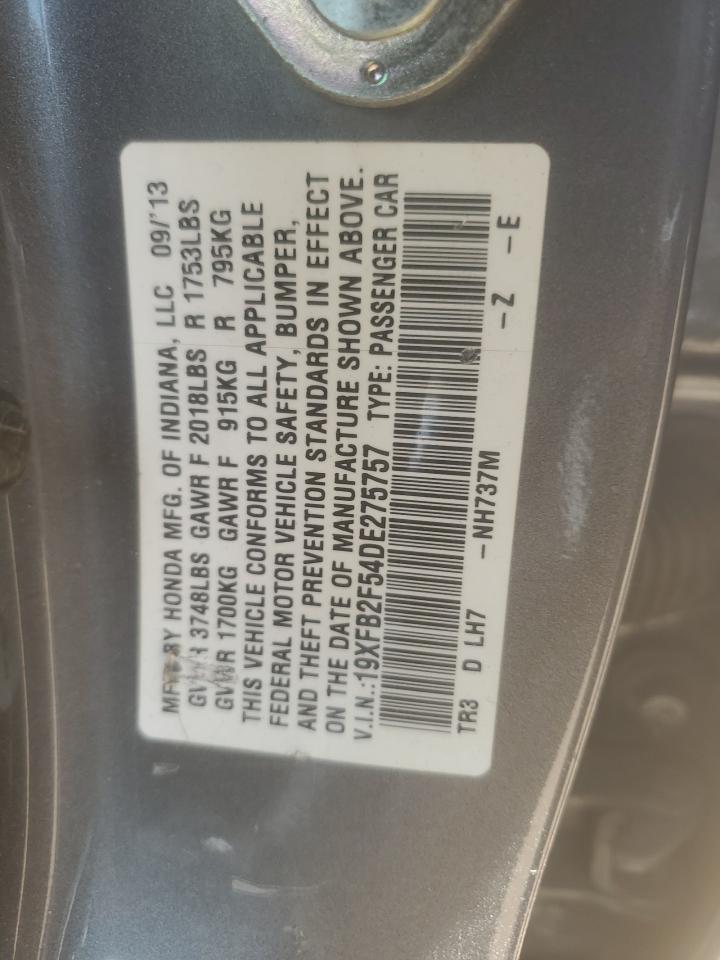 MFD BY HONDA MFG. OF INDIANA, LLC 09/'13
GVWR 3748LBS GAWR F 2018LBS R 1753LBS
GVWR 1700KG GAWR F 915KG R 795KG
THIS VEHICLE CONFORMS TO ALL APPLICABLE
FEDERAL MOTOR VEHICLE SAFETY, BUMPER,
AND THEFT PREVENTION STANDARDS IN EFFECT
ON THE DATE OF MANUFACTURE SHOWN ABOVE.
V.I.N.:19XFB2F54DE275757 TYPE: PASSENGER CAR
TR3 D LH7 -NH737M -Z -E